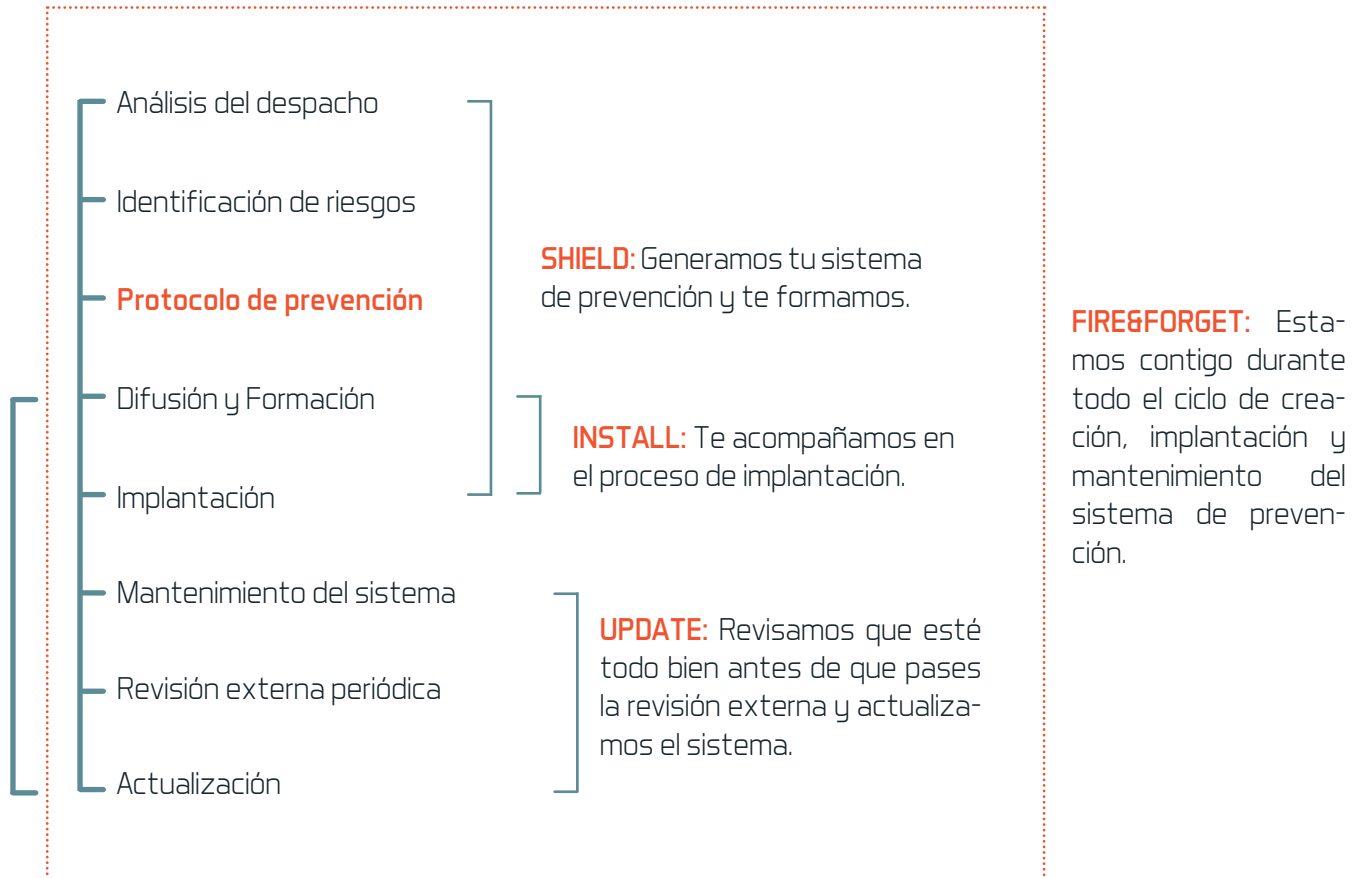 Análisis del despacho
Identificación de riesgos
Protocolo de prevención
Difusión y Formación
Implantación
Mantenimiento del sistema
Revisión externa periódica
Actualización
SHIELD: Generamos tu sistema
de prevención y te formamos.
INSTALL: Te acompañamos en
el proceso de implantación.
UPDATE: Revisamos que esté
todo bien antes de que pases
la revisión externa y actualiza-
mos el sistema.
FIRE&FORGET: Esta-
mos contigo durante
todo el ciclo de crea-
ción, implantación y
mantenimiento del
sistema de preven-
ción.